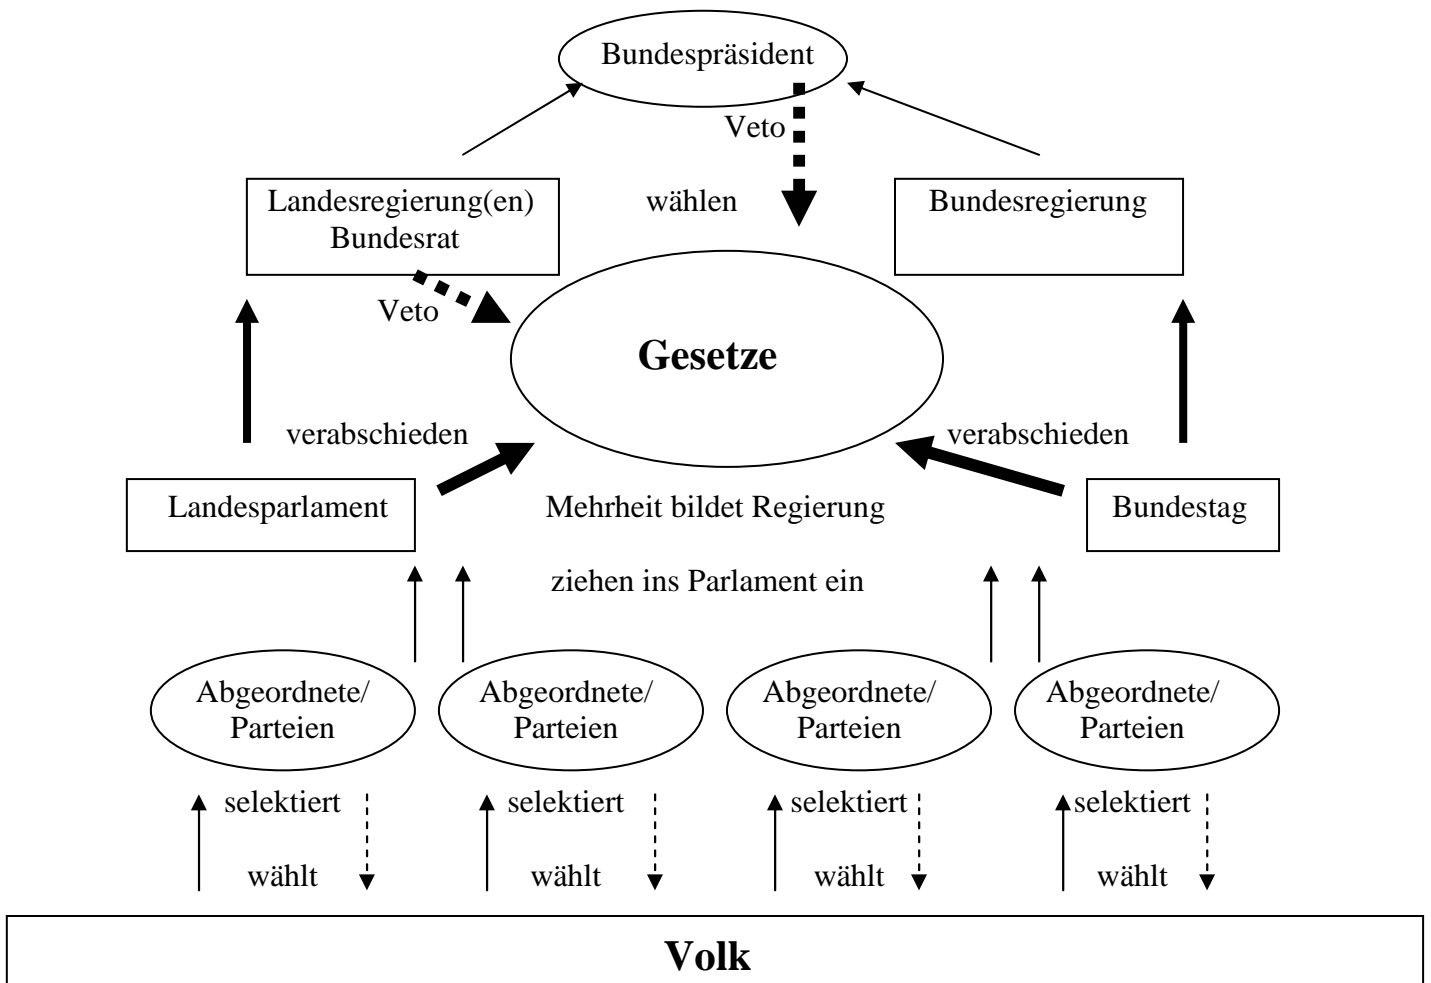 Bundespräsident
Veto
Landesregierung(en)
Bundesrat
wählen
Bundesregierung
Veto
Gesetze
verabschieden
verabschieden
Landesparlament
Mehrheit bildet Regierung
Bundestag
ziehen ins Parlament ein
Abgeordnete/
Parteien
Abgeordnete/
Parteien
Abgeordnete/
Parteien
Abgeordnete/
Parteien
selektiert
selektiert
selektiert
selektiert
wählt
wählt
wählt
wählt
Volk